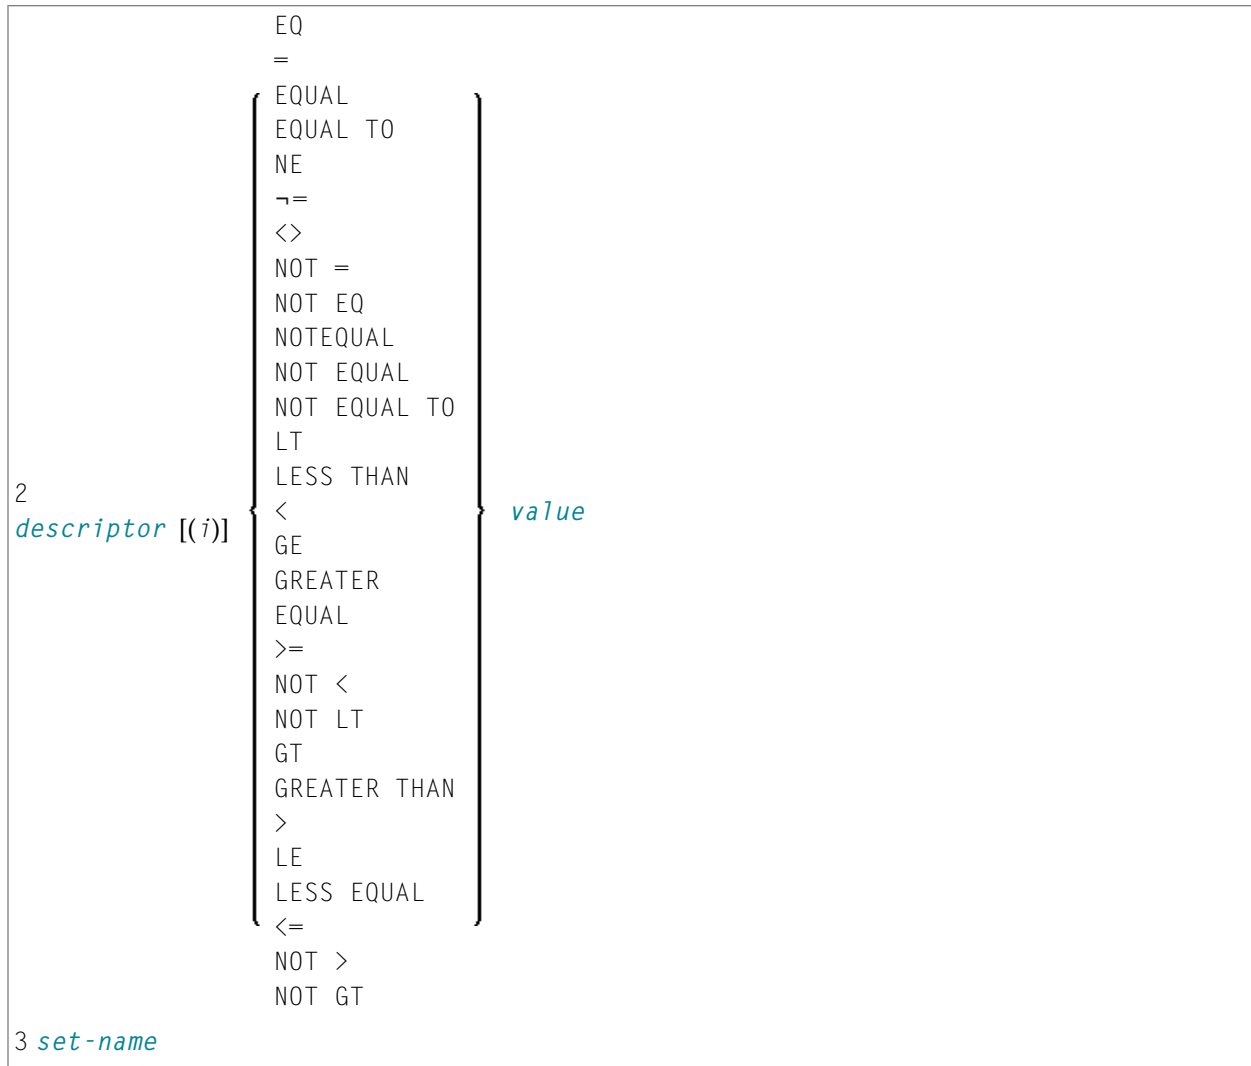 EQ
=
EQUAL
EQUAL TO
NE
¬=
<>
NOT =
NOT EQ
NOTEQUAL
NOT EQUAL
NOT EQUAL TO
LT
LESS THAN
2
descriptor [(i)]
<
value
GE
GREATER
EQUAL
>=
NOT <
NOT LT
GT
GREATER THAN
>
LE
LESS EQUAL
<=
NOT >
NOT GT
3 set-name